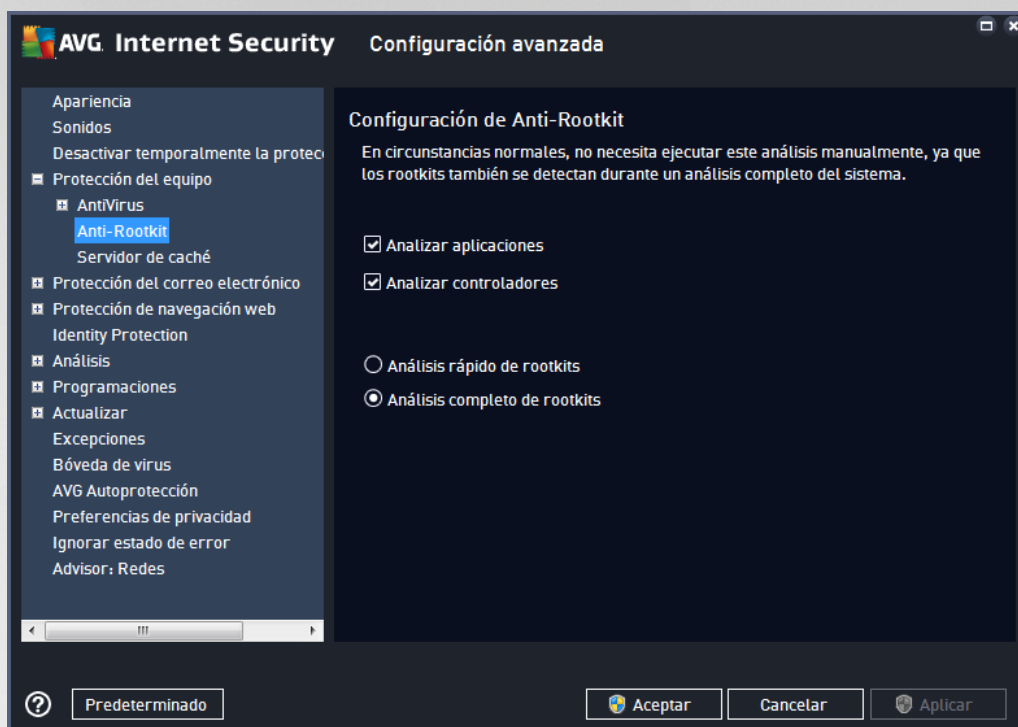 AVG. Internet Security
Configuración avanzada
Apariencia
Sonidos
Desactivar temporalmente la protec
Protección del equipo
AntiVirus
Anti-Rootkit
Servidor de caché
Protección del correo electrónico
Protección de navegación web
Identity Protection
Análisis
Programaciones
Actualizar
Excepciones
Bóveda de virus
AVG Autoprotección
Preferencias de privacidad
Ignorar estado de error
Advisor: Redes
Configuración de Anti-Rootkit
En circunstancias normales, no necesita ejecutar este análisis manualmente, ya que
los rootkits también se detectan durante un análisis completo del sistema.
Analizar aplicaciones
Analizar controladores
Análisis rápido de rootkits
Análisis completo de rootkits
?
Predeterminado
Aceptar
Cancelar
Aplicar